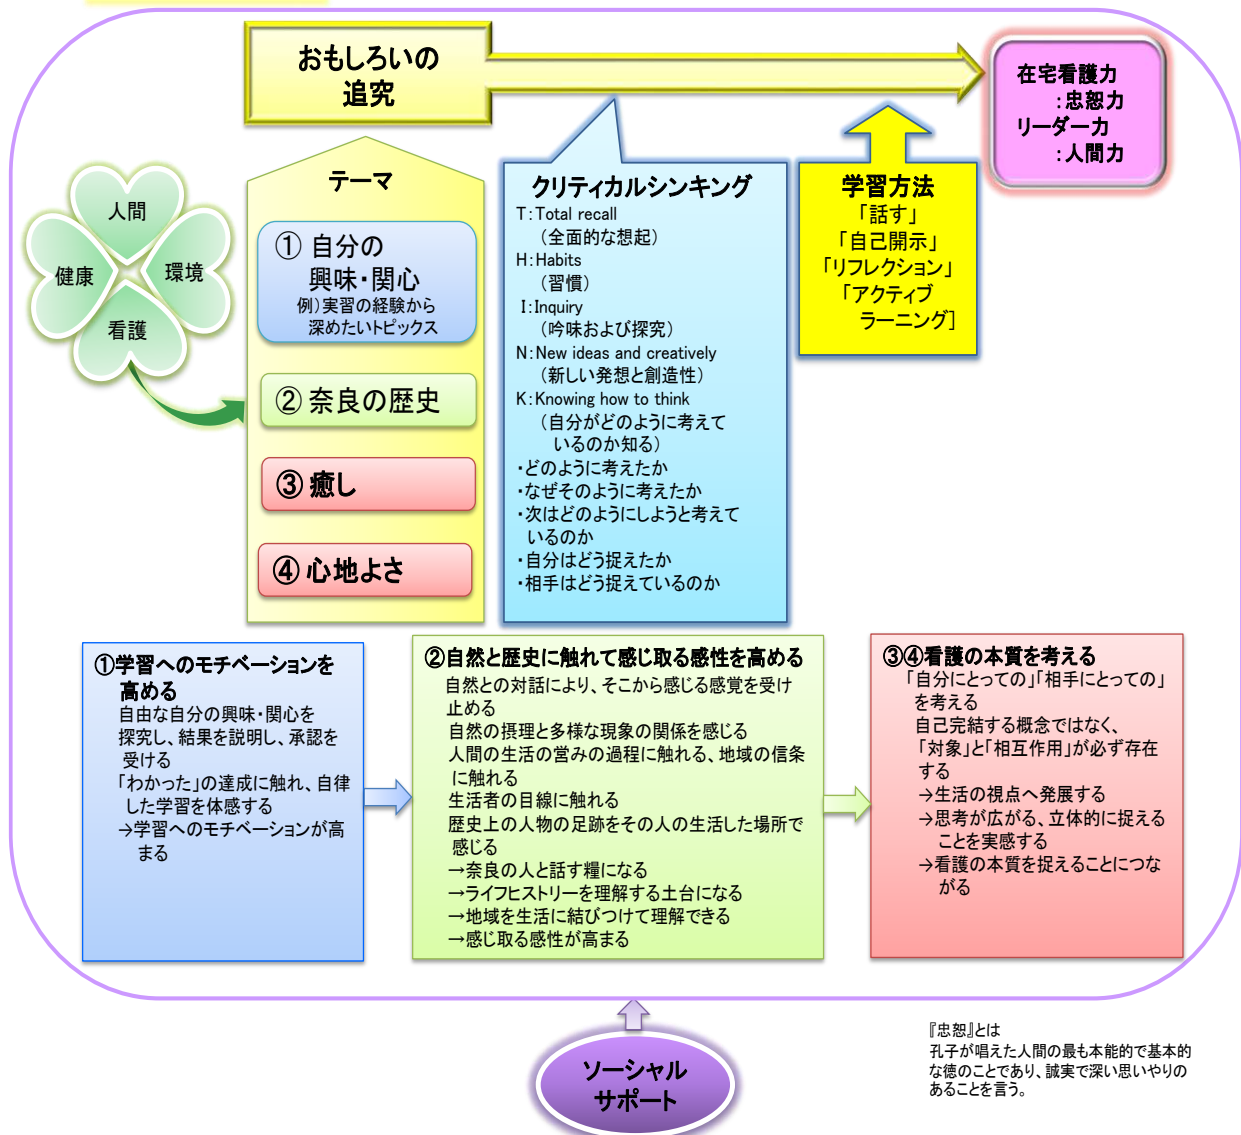 おもしろいの
追究
在宅看護力
：忠恕力
リーダー力
：人間力
人間
健康
環境
看護
テーマ
① 自分の
興味・関心
例）実習の経験から
深めたいトピックス
② 奈良の歴史
③ 癒し
④ 心地よさ
クリティカルシンキング
T：Total recall
（全面的な想起）
H：Habits
（習慣）
I：Inquiry
（吟味および探究）
N：New ideas and creatively
（新しい発想と創造性）
K：Knowing how to think
（自分がどのように考えて
いるのか知る）
・どのように考えたか
・なぜそのように考えたか
・次はどのようにしようと考えて
いるのか
・自分はどう捉えたか
・相手はどう捉えているのか
学習方法
「話す」
「自己開示」
「リフレクション」
「アクティブ
ラーニング］
①学習へのモチベーションを
高める
自由な自分の興味・関心を
探究し、結果を説明し、承認を
受ける
「わかった」の達成に触れ、自律
した学習を体感する
→学習へのモチベーションが高
まる
②自然と歴史に触れて感じ取る感性を高める
自然との対話により、そこから感じる感覚を受け
止める
自然の摂理と多様な現象の関係を感じる
人間の生活の営みの過程に触れる、地域の信条
に触れる
生活者の目線に触れる
歴史上の人物の足跡をその人の生活した場所で
感じる
→奈良の人と話す糧になる
→ライフヒストリーを理解する土台になる
→地域を生活に結びつけて理解できる
→感じ取る感性が高まる
③④看護の本質を考える
「自分にとっての」「相手にとっての」
を考える
自己完結する概念ではなく、
「対象」と「相互作用」が必ず存在
する
→生活の視点へ発展する
→思考が広がる、立体的に捉える
ことを実感する
→看護の本質を捉えることにつな
がる
ソーシャル
サポート
『忠恕』とは
孔子が唱えた人間の最も本能的で基本的
な徳のことであり、誠実で深い思いやりの
あることを言う。